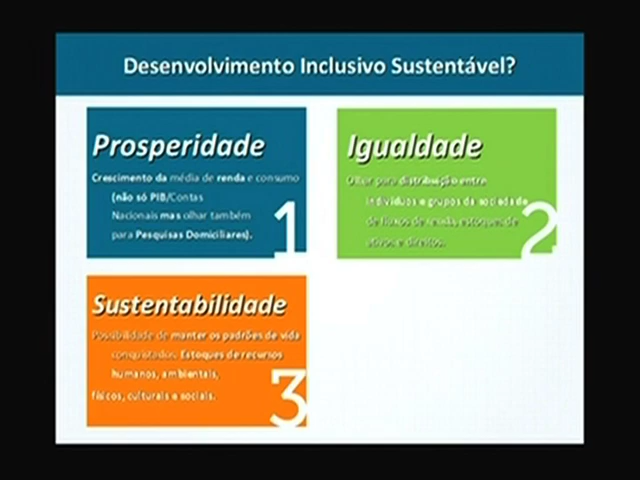 Desenvolvimento Inclusivo Sustentável?
Prosperidade
Crescimento da média de renda e consumo
(não só PIB/Contas
Nacionais mas olhar também
para Pesquisas Domiciliares).
1
Igualdade
Olhar para distribuição entre
indivíduos e grupos da sociedade
de fluxos de renda, estoques de
ativos e direitos.
2
Sustentabilidade
Possibilidade de manter os padrões de vida
conquistados. Estoques de recursos
humanos, ambientais,
físicos, culturais e sociais.
3